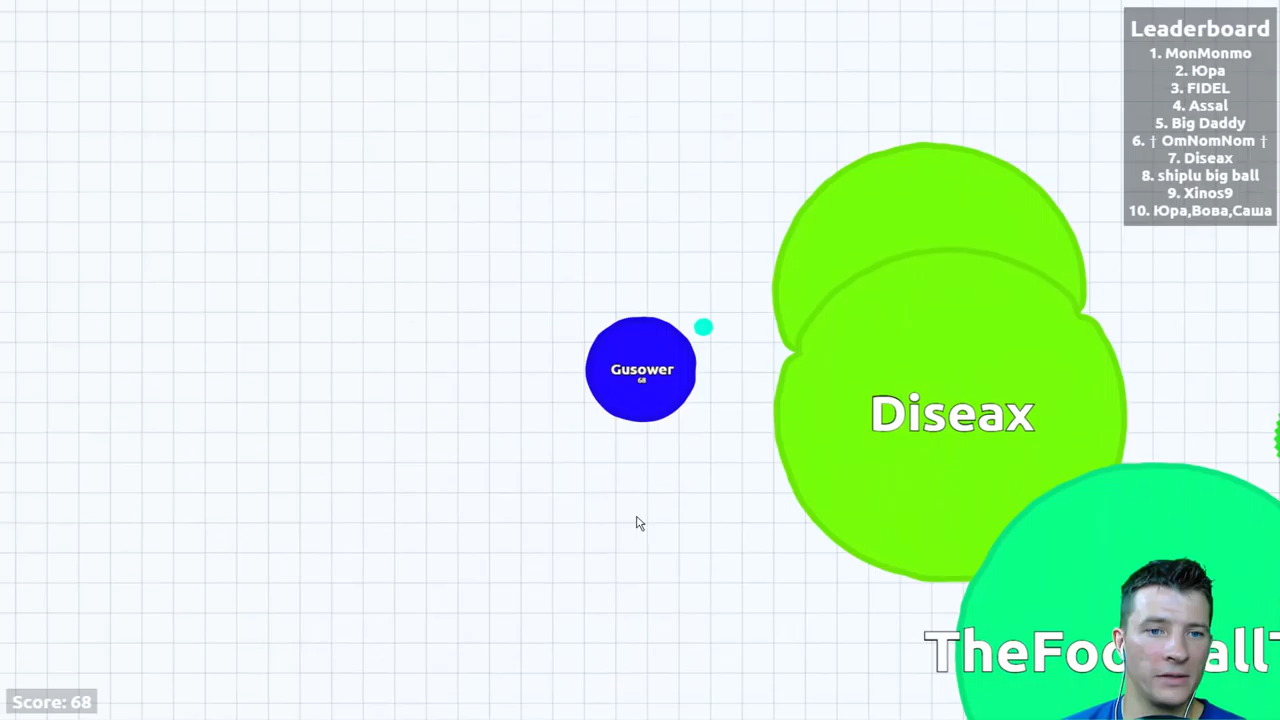 Leaderboard
1. MonMonmo
2. Юра
3. FIDEL
4. Assal
5. Big Daddy
6. † OmNomNom †
7. Diseax
8. shiplu big ball
9. Xinos9
10. Юра,Вова,Саша
Gusower
68
Diseax
Score: 68